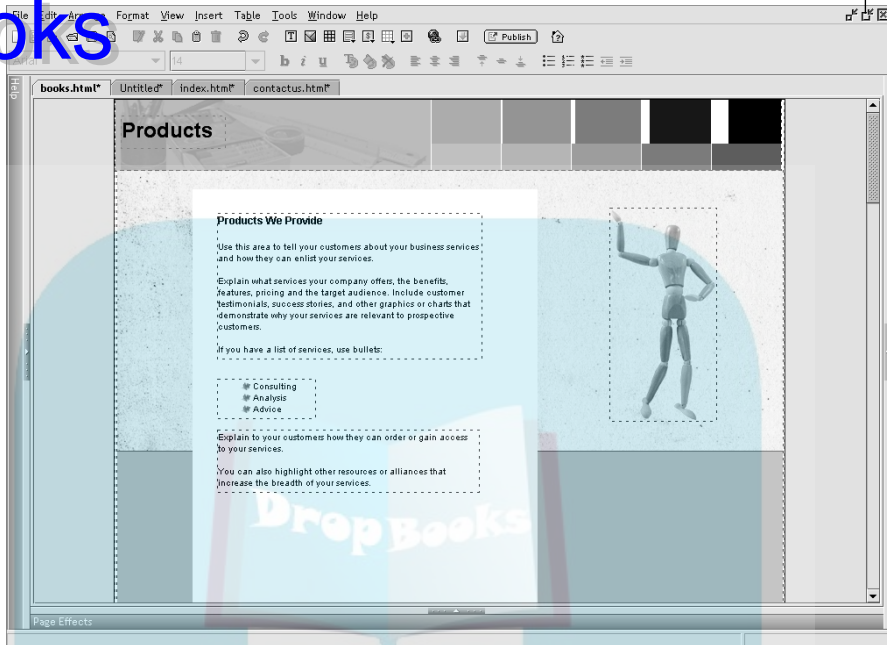 File Edit Arrange Format View Insert Table Tools Window Help
ooks
Publish
14
b i u
Help
books.html* Untitled* index.html* contactus.html*
Products
Products We Provide
Use this area to tell your customers about your business services
and how they can enlist your services.
Explain what services your company offers, the benefits,
features, pricing and the target audience. Include customer
testimonials, success stories, and other graphics or charts that
demonstrate why your services are relevant to prospective
customers.
If you have a list of services, use bullets:
Consulting
Analysis
Advice
Explain to your customers how they can order or gain access
to your services.
You can also highlight other resources or alliances that
increase the breadth of your services.
DropBooks
Page Effects